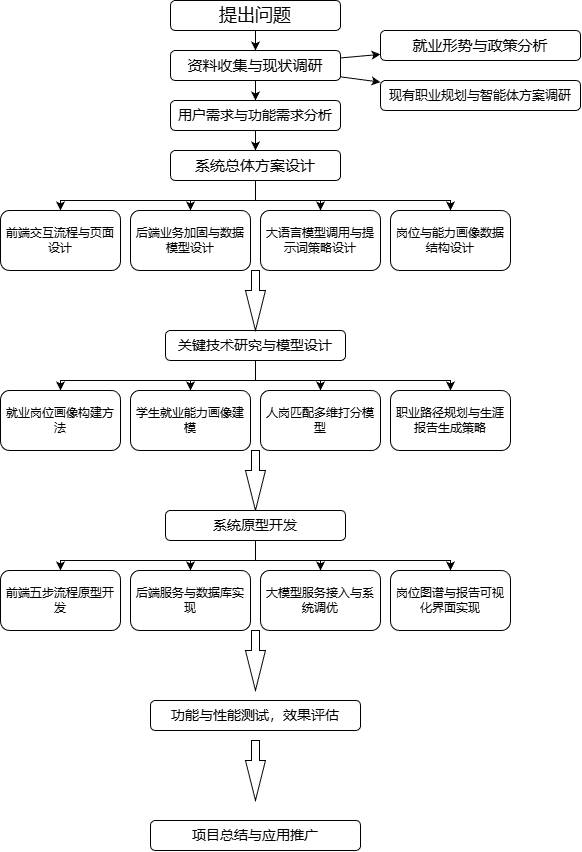 提出问题
资料收集与现状调研
就业形势与政策分析
现有职业规划与智能体方案调研
用户需求与功能需求分析
系统总体方案设计
前端交互流程与页面
设计
后端业务加固与数据
模型设计
大语言模型调用与提
示词策略设计
岗位与能力画像数据
结构设计
关键技术研究与模型设计
就业岗位画像构建方
法
学生就业能力画像建
模
人岗匹配多维打分模
型
职业路径规划与生涯
报告生成策略
系统原型开发
前端五步流程原型开
发
后端服务与数据库实
现
大模型服务接入与系
统调优
岗位图谱与报告可视
化界面实现
功能与性能测试，效果评估
项目总结与应用推广